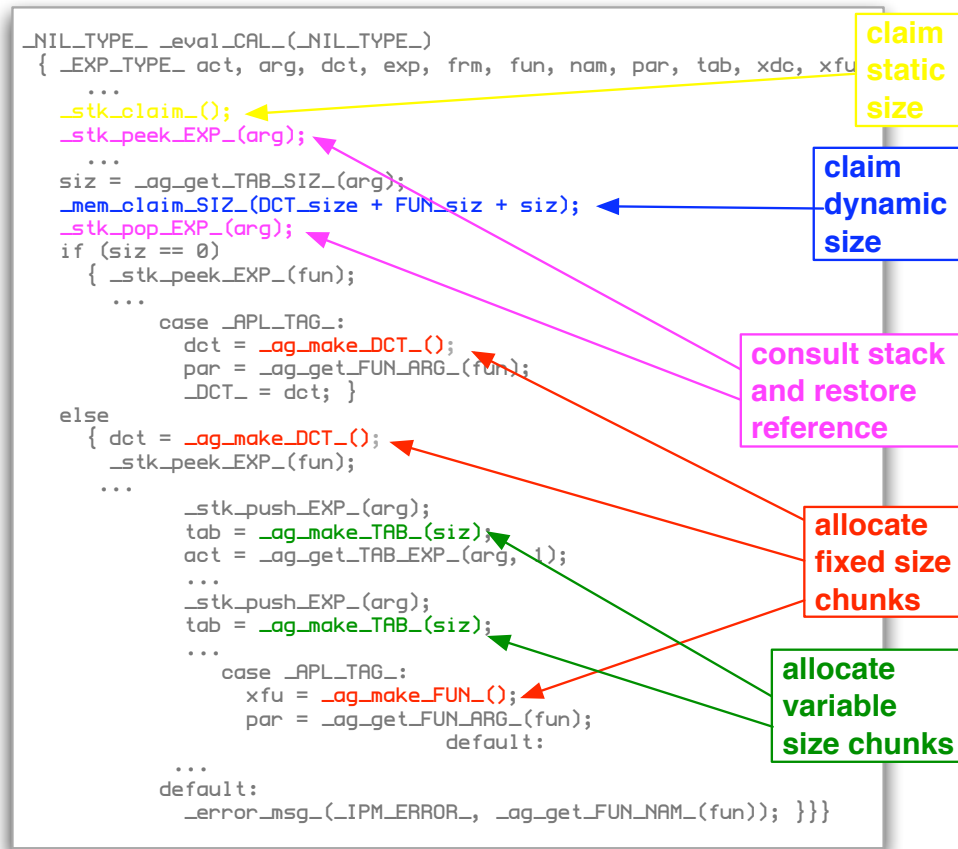 _NIL_TYPE_ _eval_CAL_(_NIL_TYPE_)
{ _EXP_TYPE_ act, arg, dct, exp, frm, fun, nam, par, tab, xdc, xfu
...
_stk_claim_();
_stk_peek_EXP_(arg);
...
siz = _ag_get_TAB_SIZ_(arg);
_mem_claim_SIZ_(DCT_size + FUN_siz + siz);
_stk_pop_EXP_(arg);
if (siz == 0)
{ _stk_peek_EXP_(fun);
...
case _APL_TAG_:
dct = _ag_make_DCT_();
par = _ag_get_FUN_ARG_(fun);
_DCT_ = dct; }
else
{ dct = _ag_make_DCT_();
_stk_peek_EXP_(fun);
...
_stk_push_EXP_(arg);
tab = _ag_make_TAB_(siz);
act = _ag_get_TAB_EXP_(arg, 1);
...
_stk_push_EXP_(arg);
tab = _ag_make_TAB_(siz);
...
case _APL_TAG_:
xfu = _ag_make_FUN_();
par = _ag_get_FUN_ARG_(fun);
default:
...
default:
_error_msg_(_IPM_ERROR_, _ag_get_FUN_NAM_(fun)); }}}
claim
static
size
claim
dynamic
size
consult stack
and restore
reference
allocate
fixed size
chunks
allocate
variable
size chunks